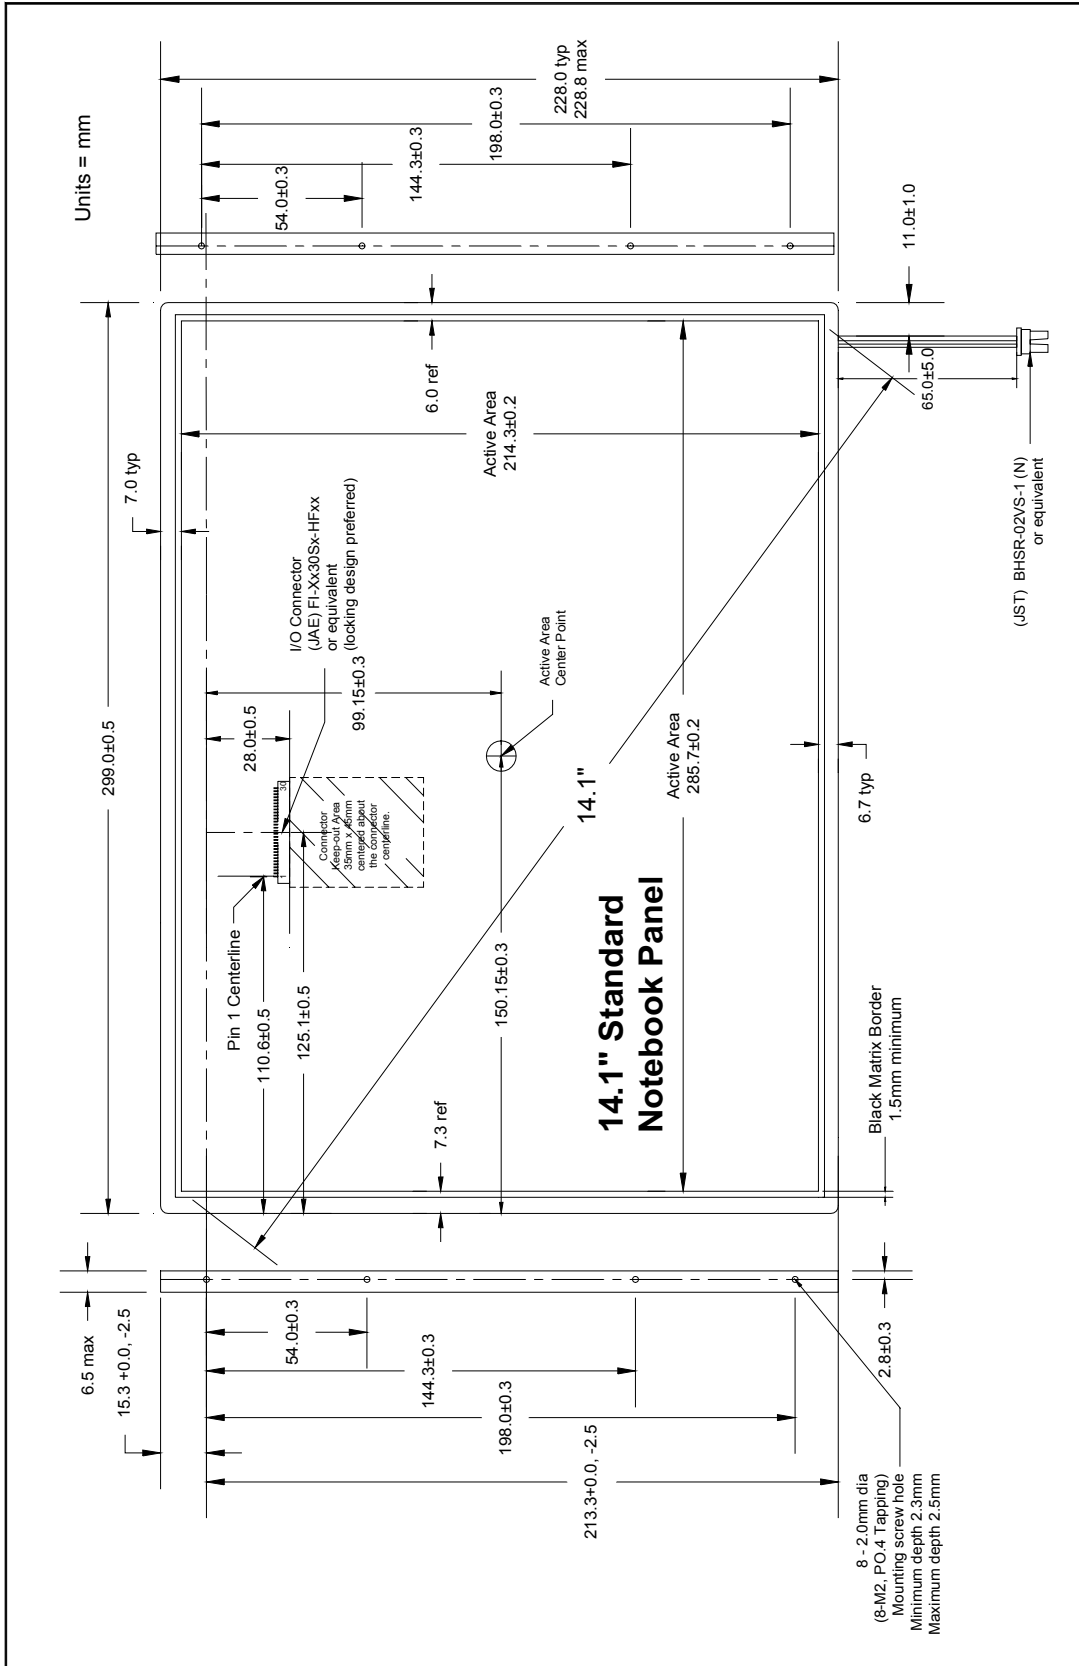 Units = mm
228.0 typ
228.8 max
198.0±0.3
144.3±0.3
54.0±0.3
11.0±1.0
299.0±0.5
7.0 typ
6.0 ref
Active Area
214.3±0.2
65.0±5.0
(JST) BHSR-02VS-1 (N)
or equivalent
I/O Connector
(JAE) FI-Xx30Sx-HFxx
or equivalent
(locking design preferred)
99.15±0.3
28.0±0.5
Active Area
Center Point
Active Area
285.7±0.2
6.7 typ
14.1"
30
1
Connector
Keep-out Area
35mm x 45mm
centered about
the connector
centerline.
Pin 1 Centerline
110.6±0.5
125.1±0.5
150.15±0.3
14.1" Standard
Notebook Panel
7.3 ref
Black Matrix Border
1.5mm minimum
6.5 max
15.3 +0.0, -2.5
54.0±0.3
144.3±0.3
198.0±0.3
213.3+0.0, -2.5
2.8±0.3
8 - 2.0mm dia
(8-M2, PO.4 Tapping)
Mounting screw hole
Minimum depth 2.3mm
Maximum depth 2.5mm